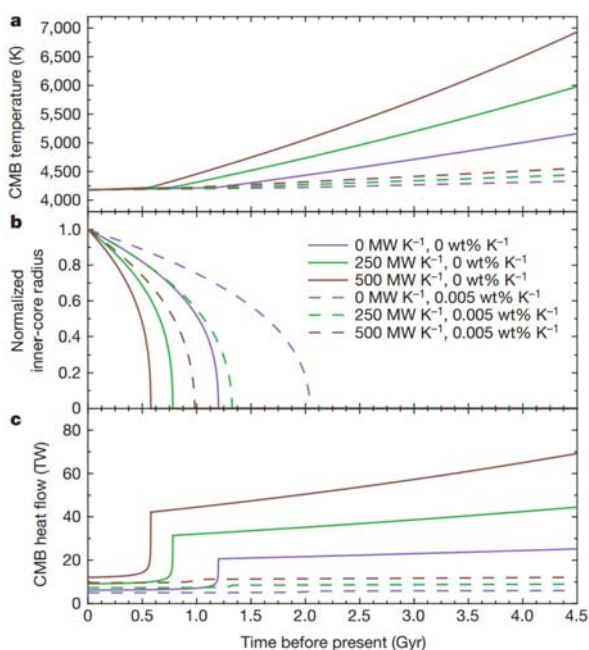 a
7,000
6,500
6,000
5,500
5,000
4,500
4,000
CMB temperature (K)
b
1.0
0.8
0.6
0.4
0.2
0
Normalized
inner-core radius
0 MW K⁻¹, 0 wt% K⁻¹
250 MW K⁻¹, 0 wt% K⁻¹
500 MW K⁻¹, 0 wt% K⁻¹
0 MW K⁻¹, 0.005 wt% K⁻¹
250 MW K⁻¹, 0.005 wt% K⁻¹
500 MW K⁻¹, 0.005 wt% K⁻¹
c
80
60
40
20
0
CMB heat flow (TW)
0 0.5 1.0 1.5 2.0 2.5 3.0 3.5 4.0 4.5
Time before present (Gyr)